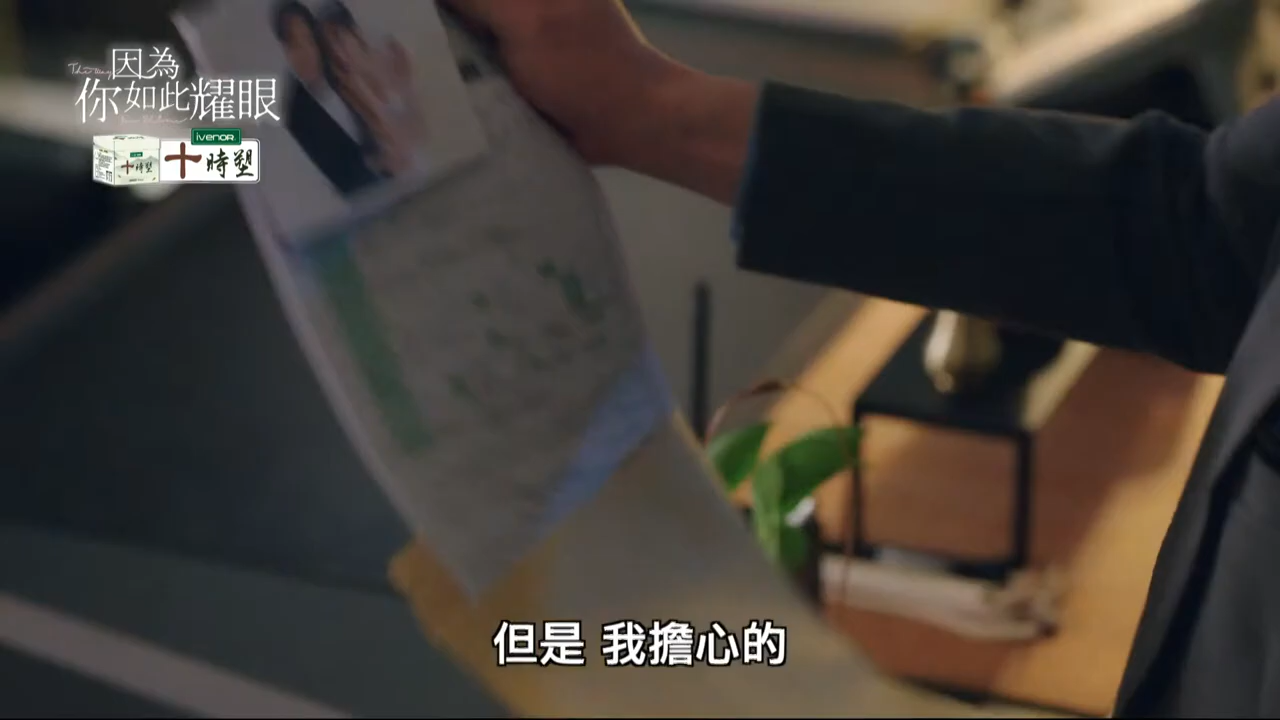 因為
你如此耀眼
ivenor
十時塑
但是 我擔心的